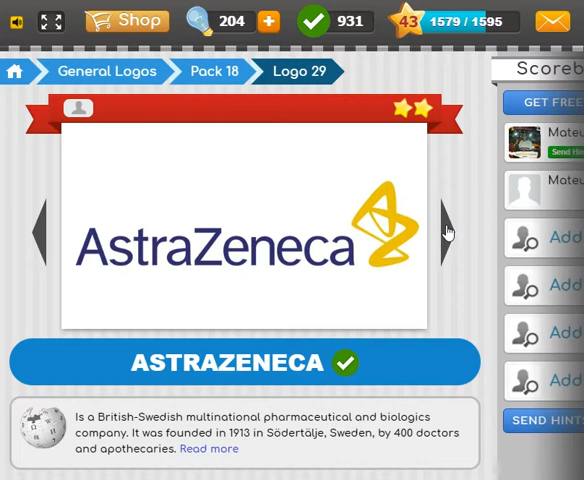 Shop
204
931
43
1579 / 1595
General Logos
Pack 18
Logo 29
Scoreb
GET FREE
Mateu
Send Hin
Mateu
AstraZeneca
Add
Add
Add
Add
ASTRAZENECA
SEND HINTS
Is a British-Swedish multinational pharmaceutical and biologics
company. It was founded in 1913 in Södertälje, Sweden, by 400 doctors
and apothecaries. Read more